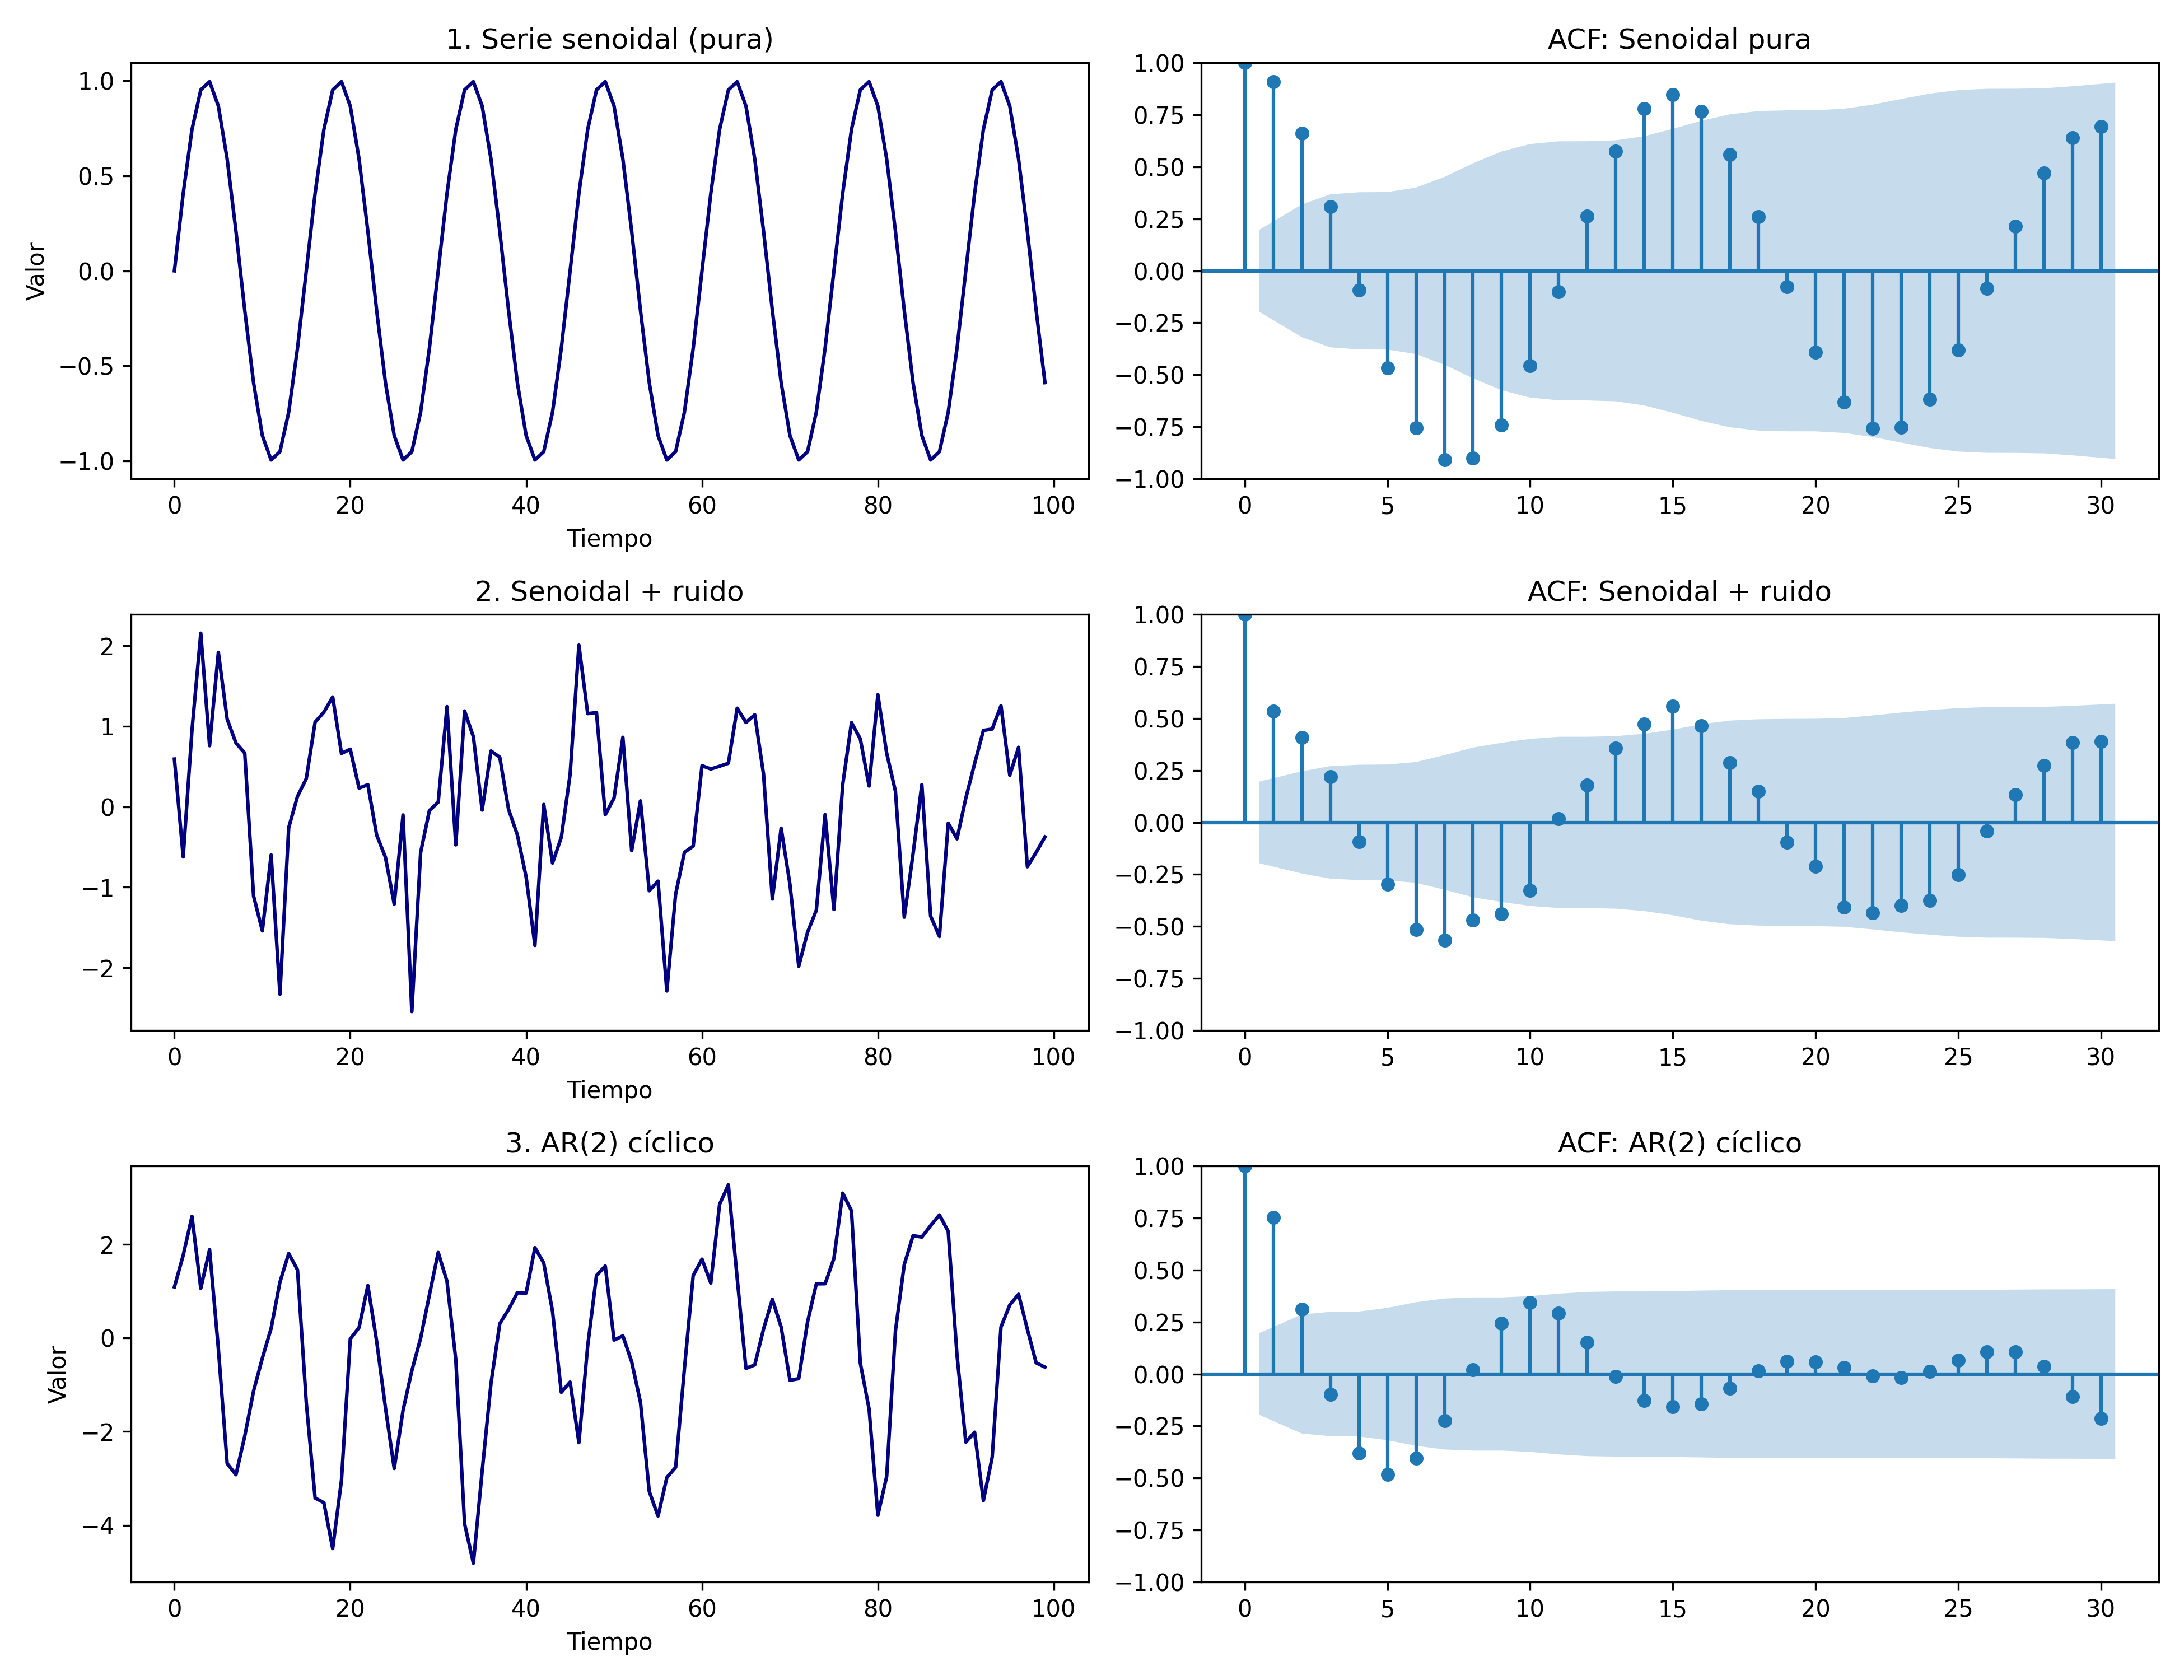 1. Serie senoidal (pura)
1.0
0.5
0.0
−0.5
−1.0
Valor
0 20 40 60 80 100
Tiempo
ACF: Senoidal pura
1.00
0.75
0.50
0.25
0.00
−0.25
−0.50
−0.75
−1.00
0 5 10 15 20 25 30
2. Senoidal + ruido
2
1
0
−1
−2
0 20 40 60 80 100
Tiempo
ACF: Senoidal + ruido
1.00
0.75
0.50
0.25
0.00
−0.25
−0.50
−0.75
−1.00
0 5 10 15 20 25 30
3. AR(2) cíclico
2
0
−2
−4
Valor
0 20 40 60 80 100
Tiempo
ACF: AR(2) cíclico
1.00
0.75
0.50
0.25
0.00
−0.25
−0.50
−0.75
−1.00
0 5 10 15 20 25 30